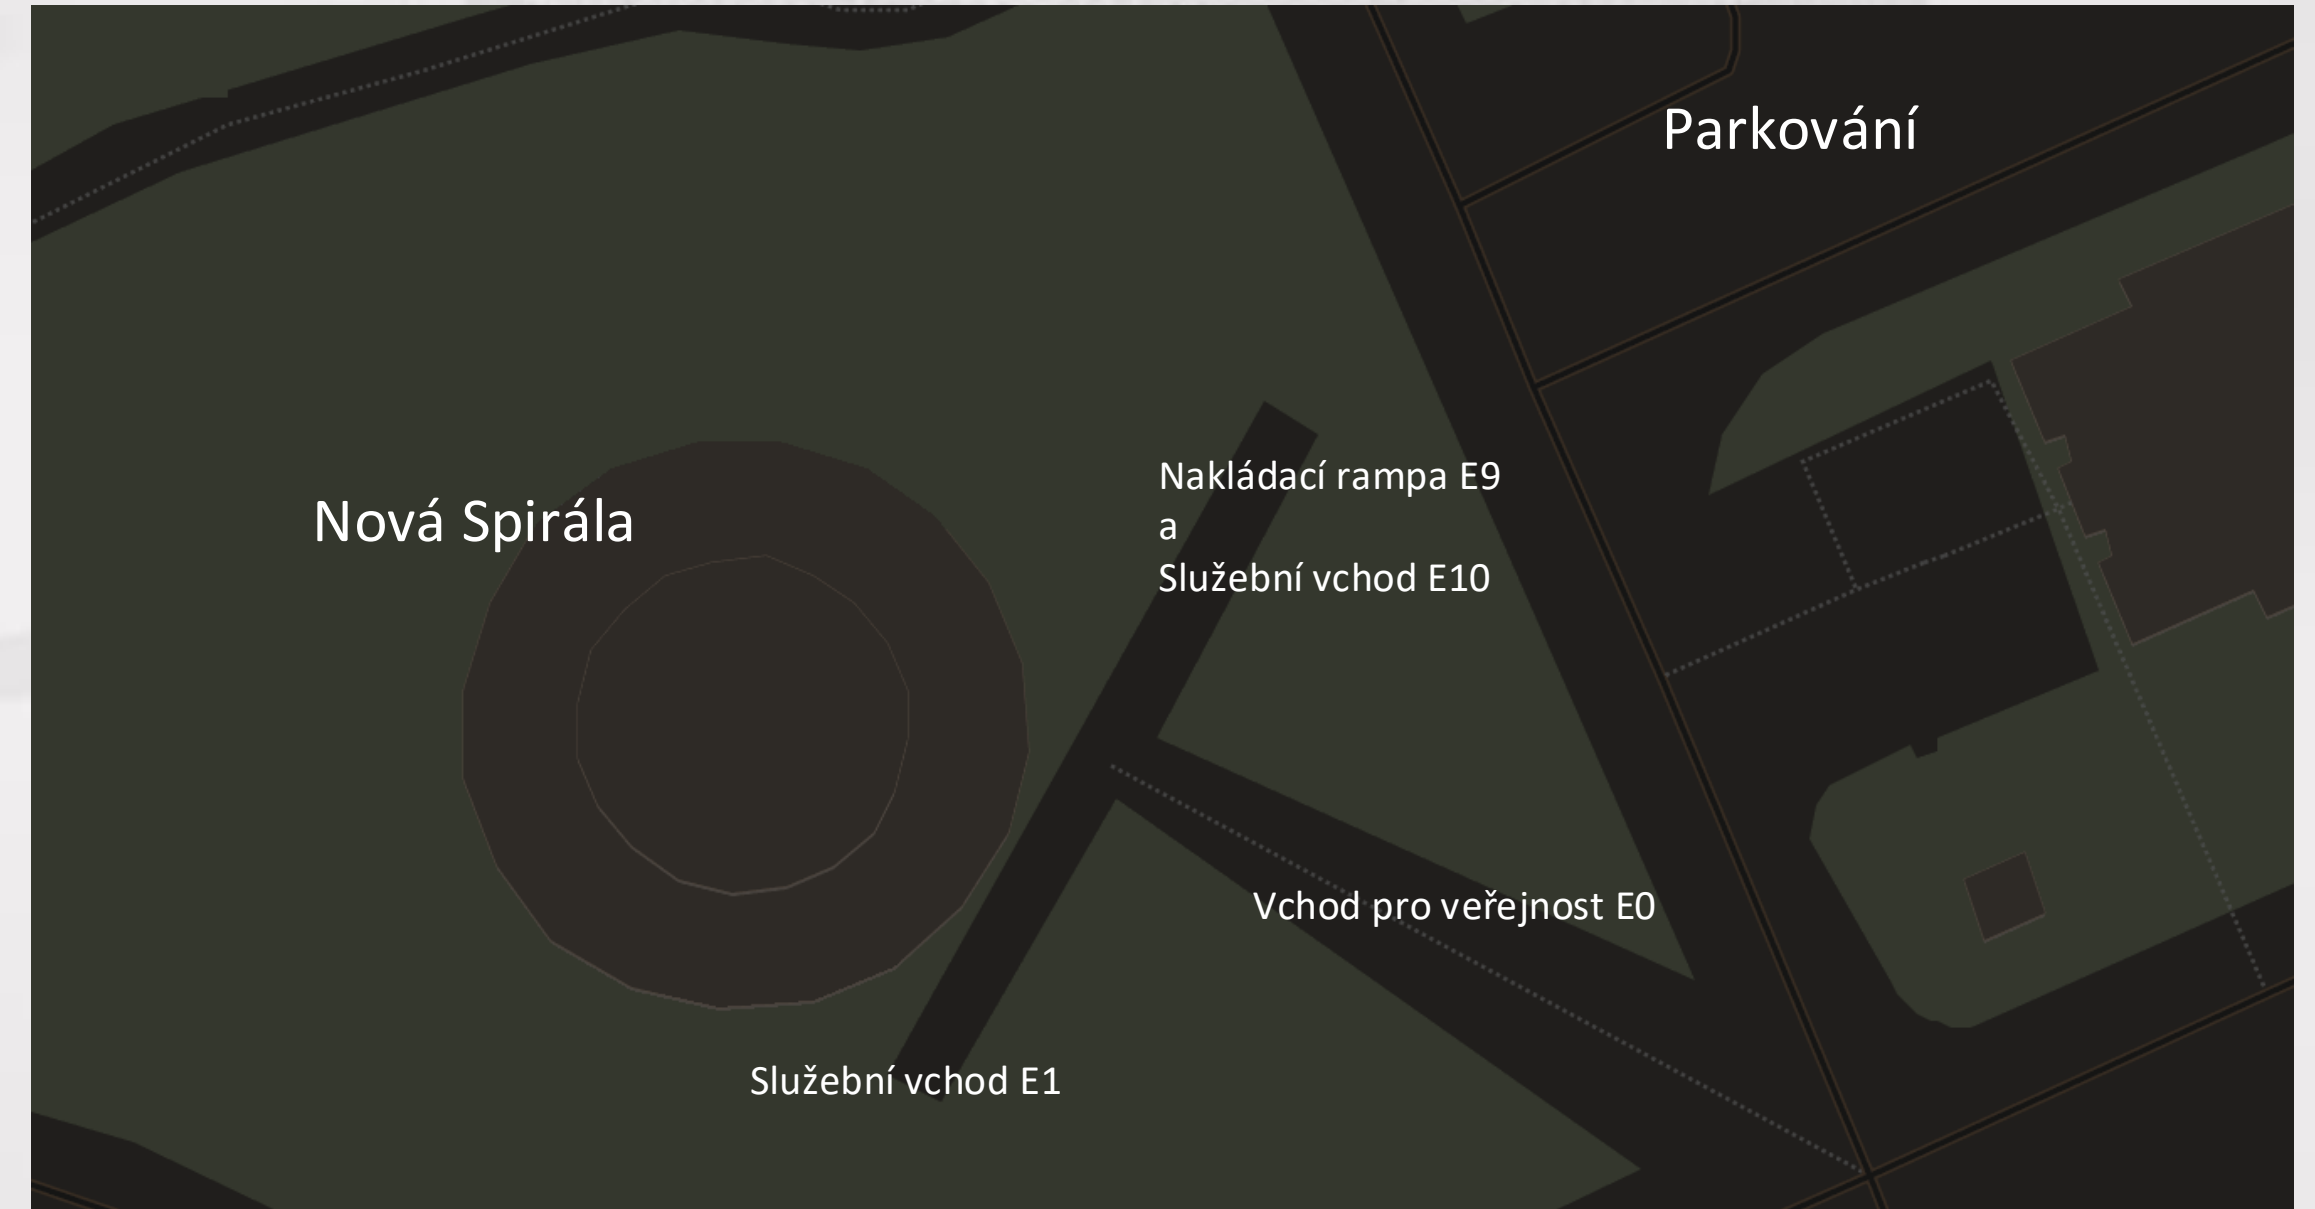 Parkování
Nová Spirála
Nakládací rampa E9
a
Služební vchod E10
Vchod pro veřejnost E0
Služební vchod E1